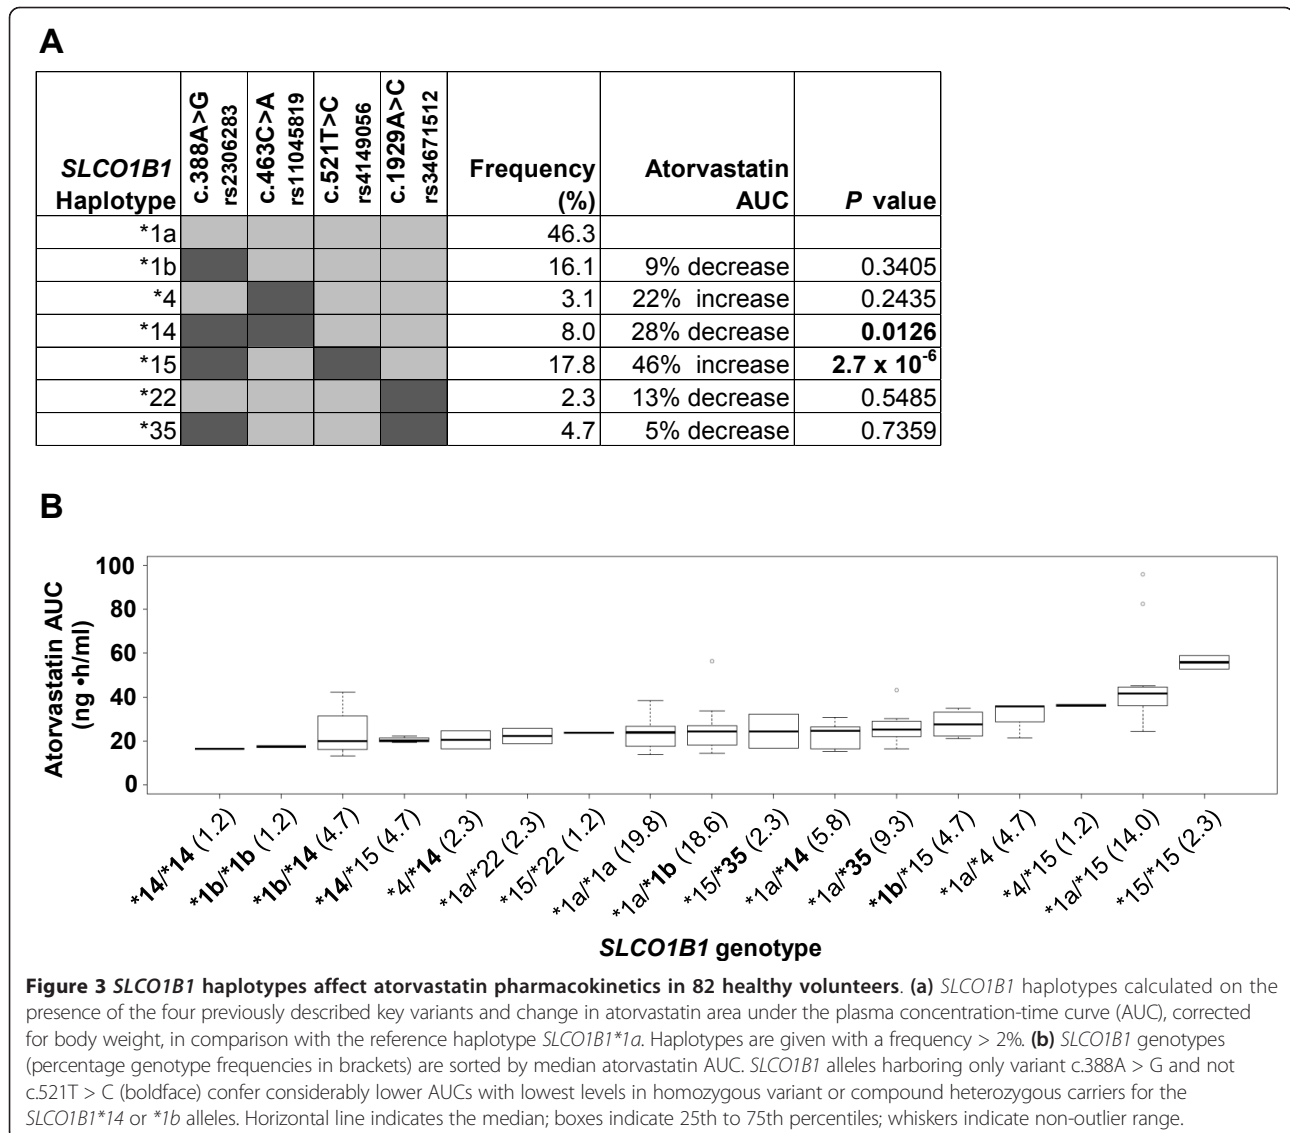 A
SLCO1B1 Haplotype c.388A>G rs2306283 c.463C>A rs11045819 c.521T>C rs4149056 c.1929A>C rs34671512 Frequency (%) Atorvastatin AUC P value
*1a 46.3
*1b 16.1 9% decrease 0.3405
*4 3.1 22% increase 0.2435
*14 8.0 28% decrease 0.0126
*15 17.8 46% increase 2.7 x 10-6
*22 2.3 13% decrease 0.5485
*35 4.7 5% decrease 0.7359
B
Atorvastatin AUC
(ng •h/ml)
100
80
60
40
20
0
*14/*14 (1.2)
*1b/*1b (1.2)
*1b/*14 (4.7)
*14/*15 (4.7)
*4/*14 (2.3)
*1a/*22 (2.3)
*15/*22 (1.2)
*1a/*1a (19.8)
*1a/*1b (18.6)
*15/*35 (2.3)
*1a/*14 (5.8)
*1a/*35 (9.3)
*1b/*15 (4.7)
*1a/*4 (4.7)
*4/*15 (1.2)
*1a/*15 (14.0)
*15/*15 (2.3)
SLCO1B1 genotype
Figure 3 SLCO1B1 haplotypes affect atorvastatin pharmacokinetics in 82 healthy volunteers. (a) SLCO1B1 haplotypes calculated on the
presence of the four previously described key variants and change in atorvastatin area under the plasma concentration-time curve (AUC), corrected
for body weight, in comparison with the reference haplotype SLCO1B1*1a. Haplotypes are given with a frequency > 2%. (b) SLCO1B1 genotypes
(percentage genotype frequencies in brackets) are sorted by median atorvastatin AUC. SLCO1B1 alleles harboring only variant c.388A > G and not
c.521T > C (boldface) confer considerably lower AUCs with lowest levels in homozygous variant or compound heterozygous carriers for the
SLCO1B1*14 or *1b alleles. Horizontal line indicates the median; boxes indicate 25th to 75th percentiles; whiskers indicate non-outlier range.